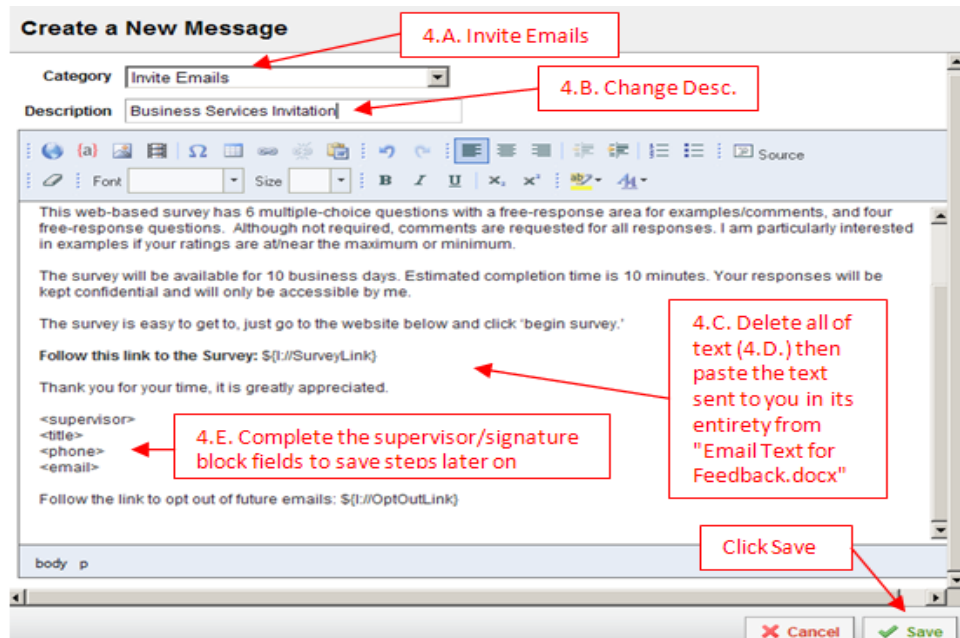 Create a New Message
4.A. Invite Emails
Category Invite Emails
4.B. Change Desc.
Description Business Services Invitation
{a} Ω Source
Font Size B I U ×₂ ×² ab A
This web-based survey has 6 multiple-choice questions with a free-response area for examples/comments, and four
free-response questions. Although not required, comments are requested for all responses. I am particularly interested
in examples if your ratings are at/near the maximum or minimum.
The survey will be available for 10 business days. Estimated completion time is 10 minutes. Your responses will be
kept confidential and will only be accessible by me.
The survey is easy to get to, just go to the website below and click 'begin survey.'
Follow this link to the Survey: ${l://SurveyLink}
Thank you for your time, it is greatly appreciated.
<supervisor>
<title>
<phone>
<email>
Follow the link to opt out of future emails: ${l://OptOutLink}
4.C. Delete all of
text (4.D.) then
paste the text
sent to you in its
entirety from
"Email Text for
Feedback.docx"
4.E. Complete the supervisor/signature
block fields to save steps later on
Click Save
body p
Cancel Save